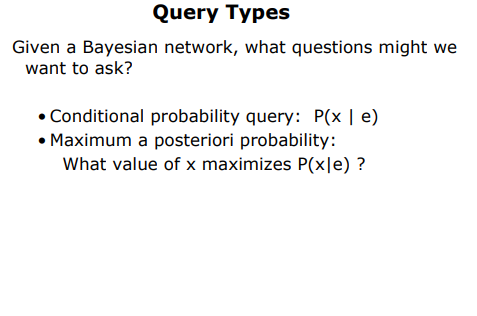 Query Types
Given a Bayesian network, what questions might we
want to ask?
• Conditional probability query: P(x | e)
• Maximum a posteriori probability:
What value of x maximizes P(x|e) ?